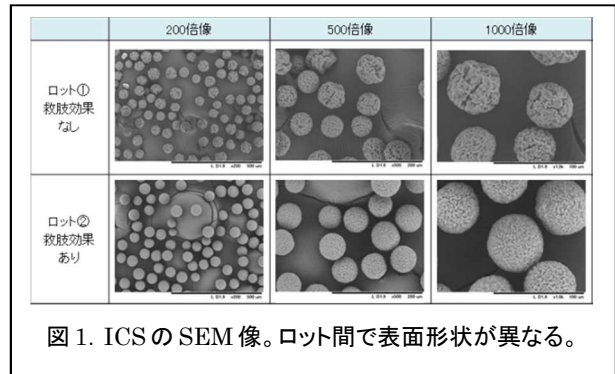 200倍像 500倍像 1000倍像
ロット①
救肢効果
なし
ロット②
救肢効果
あり
図 1. ICS の SEM 像。ロット間で表面形状が異なる。